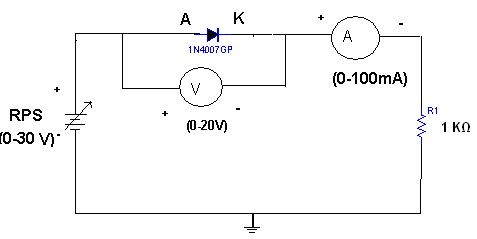 A K
1N4007GP
+ A -
(0-100mA)
V
+ -
(0-20V)
+
RPS
(0-30 V)-
R1
1 KΩ